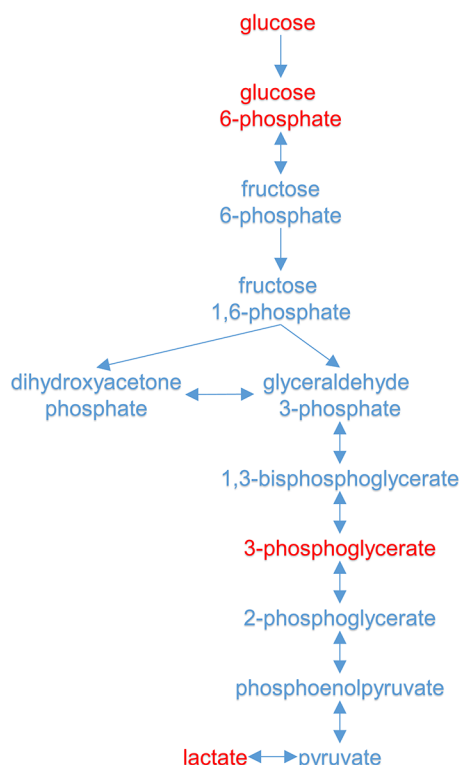 glucose
glucose
6-phosphate
fructose
6-phosphate
fructose
1,6-phosphate
dihydroxyacetone
phosphate
glyceraldehyde
3-phosphate
1,3-bisphosphoglycerate
3-phosphoglycerate
2-phosphoglycerate
phosphoenolpyruvate
lactate
pyruvate